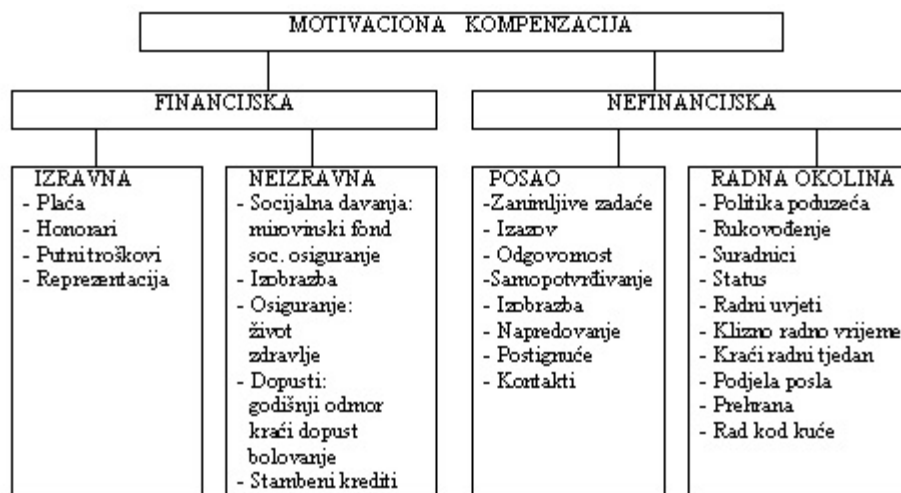 MOTIVACIONA KOMPENZACIJA
FINANCIJSKA
NEFINANCIJSKA
IZRAVNA
- Plaća
- Honorari
- Putni troškovi
- Reprezentacija
NEIZRAVNA
- Socijalna davanja:
mirovinski fond
soc. osiguranje
- Izobrazba
- Osiguranje:
život
zdravlje
- Dopusti:
godišnji odmor
kraći dopust
bolovanje
- Stambeni krediti
POSAO
-Zanimljive zadaće
- Izazov
- Odgovornost
-Samopotvrđivanje
- Izobrazba
- Napredovanje
- Postignuće
- Kontakti
RADNA OKOLINA
- Politika poduzeća
- Rukovođenje
- Suradnici
- Status
- Radni uvjeti
- Klizno radno vrijeme
- Kraći radni tjedan
- Podjela posla
- Prehrana
- Rad kod kuće